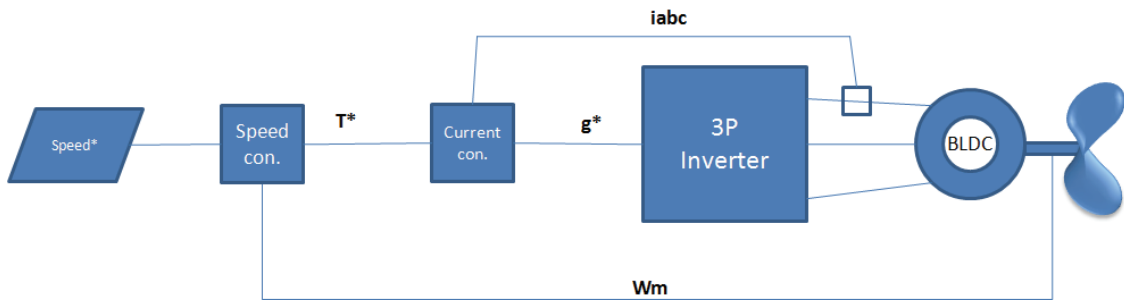 iabc
Speed*
Speed
con.
T*
Current
con.
g*
3P
Inverter
BLDC
Wm